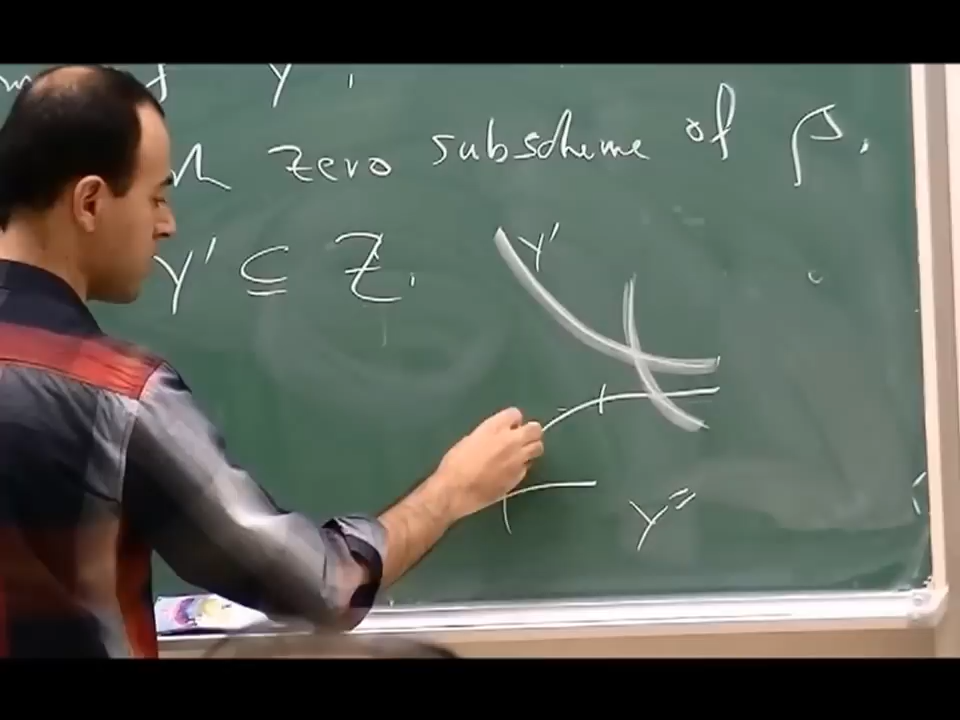 Y
zero subscheme of β.
Y' ⊆ Z.
Y'
Y"